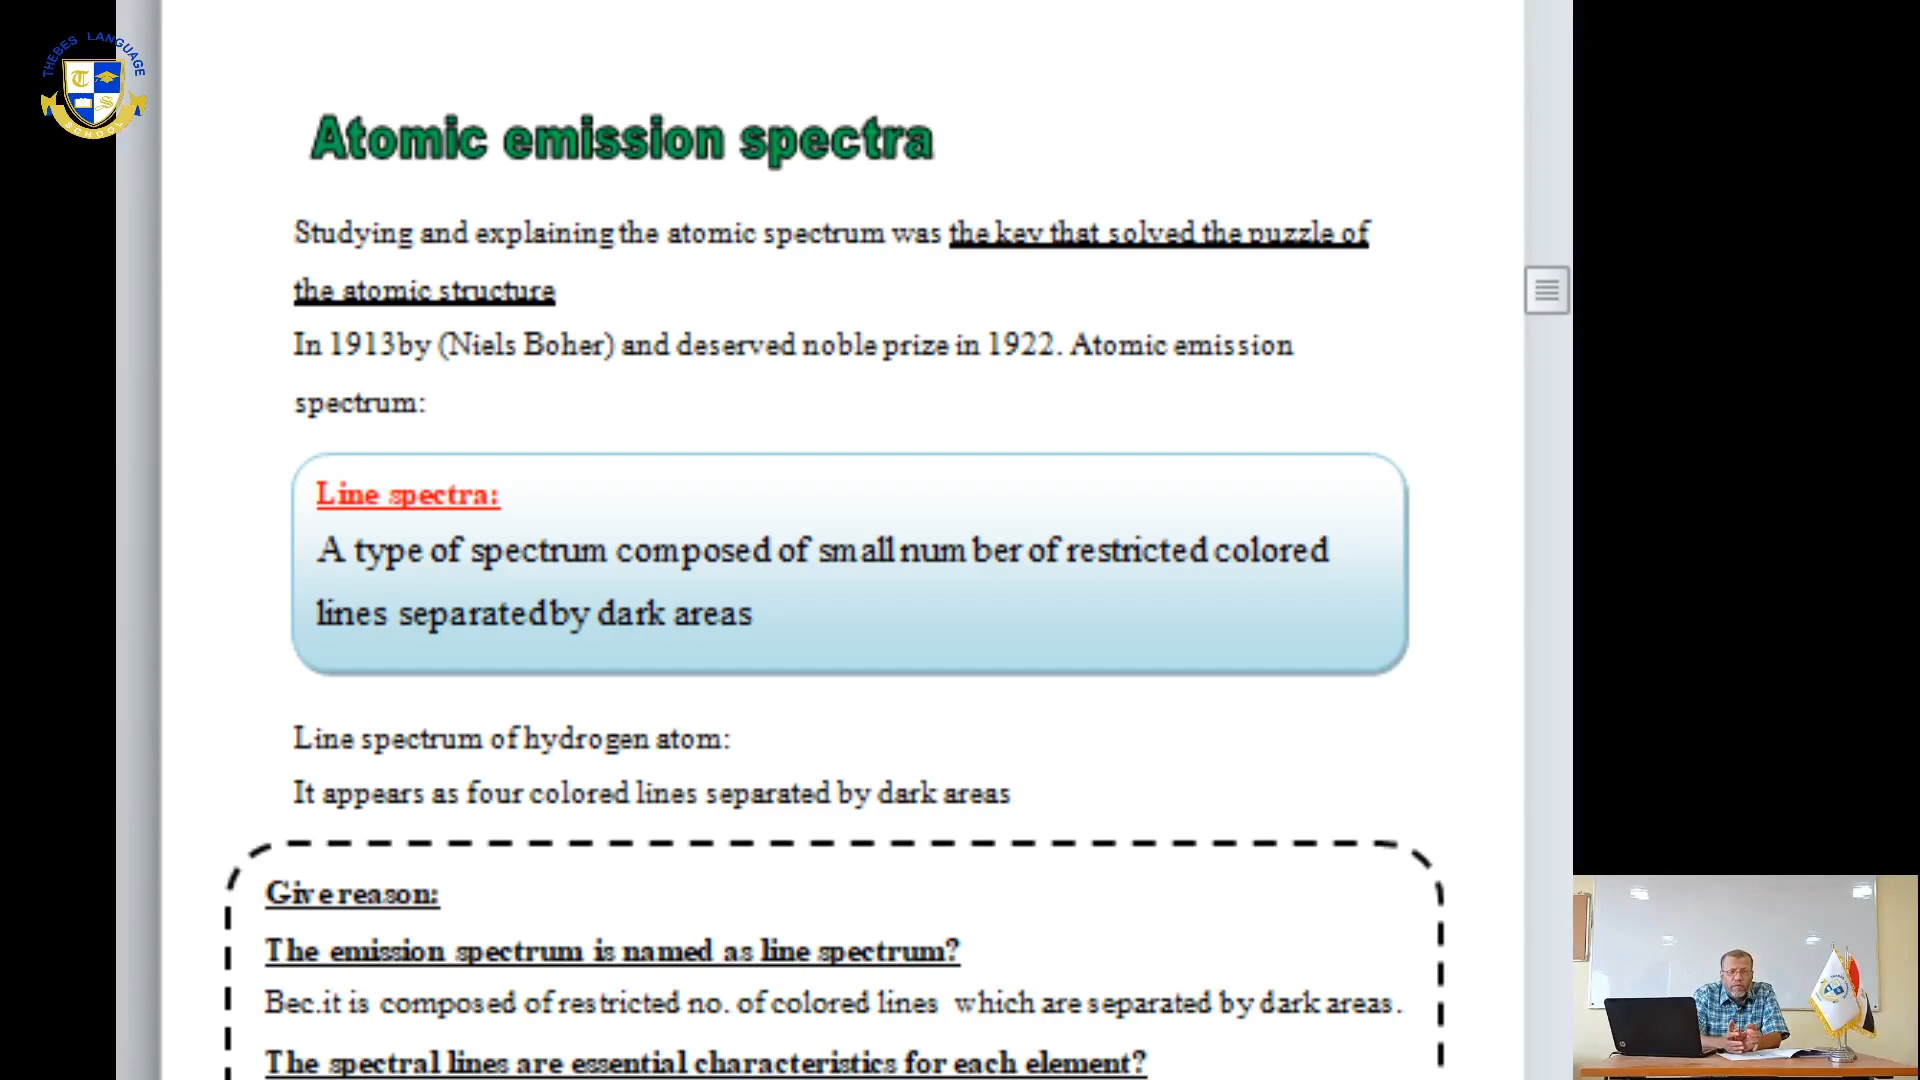 THEBES LANGUAGE
SCHOOL
Atomic emission spectra
Studying and explaining the atomic spectrum was the key that solved the puzzle of
the atomic structure
In 1913by (Niels Boher) and deserved noble prize in 1922. Atomic emission
spectrum:
Line spectra:
A type of spectrum composed of small num ber of restricted colored
lines separated by dark areas
Line spectrum of hydrogen atom:
It appears as four colored lines separated by dark areas
Give reason:
The emission spectrum is named as line spectrum?
Bec.it is composed of restricted no. of colored lines which are separated by dark areas.
The spectral lines are essential characteristics for each element?